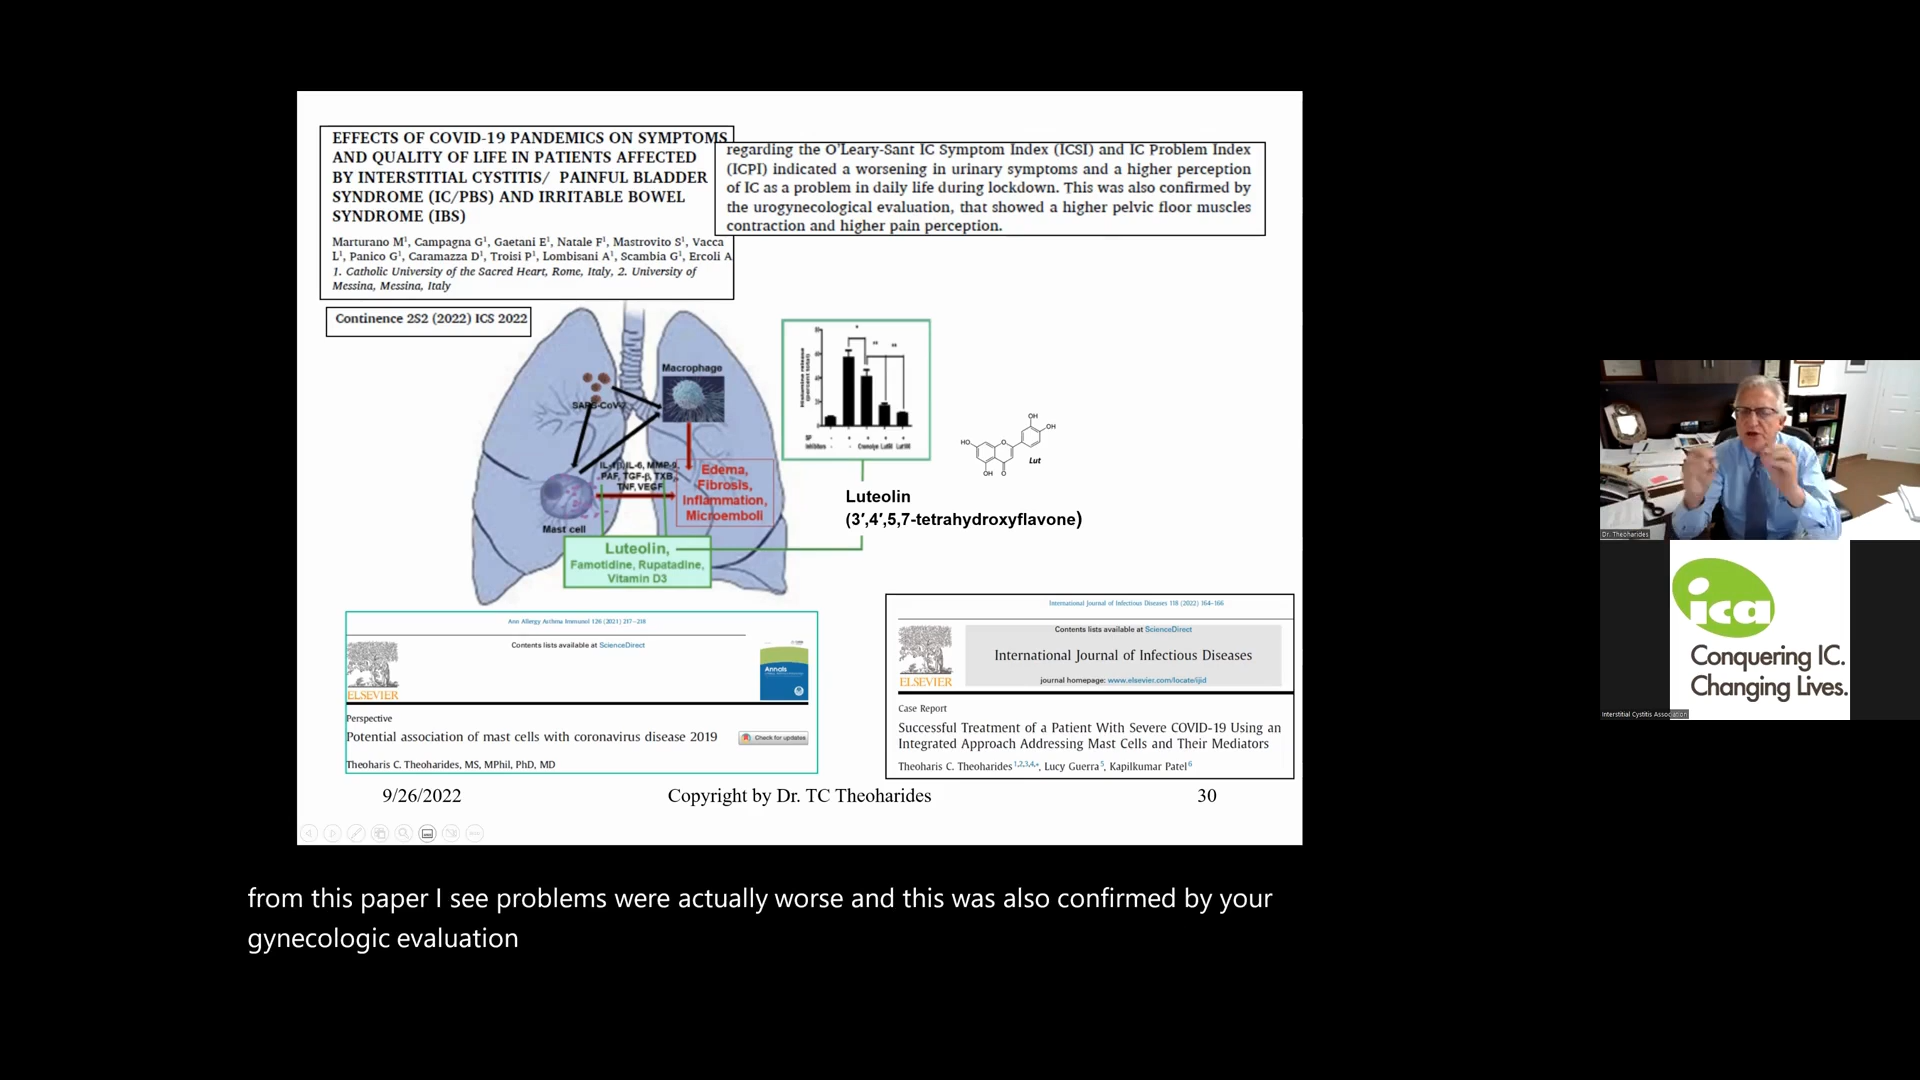 EFFECTS OF COVID-19 PANDEMICS ON SYMPTOMS
AND QUALITY OF LIFE IN PATIENTS AFFECTED
BY INTERSTITIAL CYSTITIS/ PAINFUL BLADDER
SYNDROME (IC/PBS) AND IRRITABLE BOWEL
SYNDROME (IBS)
Marturano M¹, Campagna G¹, Gaetani E¹, Natale F¹, Mastrovito S¹, Vacca
L¹, Panico G¹, Caramazza D¹, Troisi P¹, Lombisani A¹, Scambia G¹, Ercoli A
1. Catholic University of the Sacred Heart, Rome, Italy, 2. University of
Messina, Messina, Italy
regarding the O'Leary-Sant IC Symptom Index (ICSI) and IC Problem Index
(ICPI) indicated a worsening in urinary symptoms and a higher perception
of IC as a problem in daily life during lockdown. This was also confirmed by
the urogynecological evaluation, that showed a higher pelvic floor muscles
contraction and higher pain perception.
Continence 2S2 (2022) ICS 2022
Macrophage
SARS-CoV-2
IL-1β, IL-6, MMP-9,
PAF, TGF-β, TXB₂
TNF, VEGF
Edema,
Fibrosis,
Inflammation,
Microemboli
Mast cell
Luteolin,
Famotidine, Rupatadine,
Vitamin D3
HO
OH
O
OH
OH
OH
O
Lut
Luteolin
(3′,4′,5,7-tetrahydroxyflavone)
Ann Allergy Asthma Immunol 126 (2021) 217–218
Contents lists available at ScienceDirect
ELSEVIER
Annals
Perspective
Potential association of mast cells with coronavirus disease 2019
Check for updates
Theoharis C. Theoharides, MS, MPhil, PhD, MD
International Journal of Infectious Diseases 118 (2022) 164–166
Contents lists available at ScienceDirect
International Journal of Infectious Diseases
ELSEVIER
journal homepage: www.elsevier.com/locate/ijid
Case Report
Successful Treatment of a Patient With Severe COVID-19 Using an
Integrated Approach Addressing Mast Cells and Their Mediators
Theoharis C. Theoharides¹,²,³,⁴,*, Lucy Guerra⁵, Kapilkumar Patel⁶
9/26/2022
Copyright by Dr. TC Theoharides
30
from this paper I see problems were actually worse and this was also confirmed by your
gynecologic evaluation
Dr. Theoharides
ica
Conquering IC.
Changing Lives.
Interstitial Cystitis Association